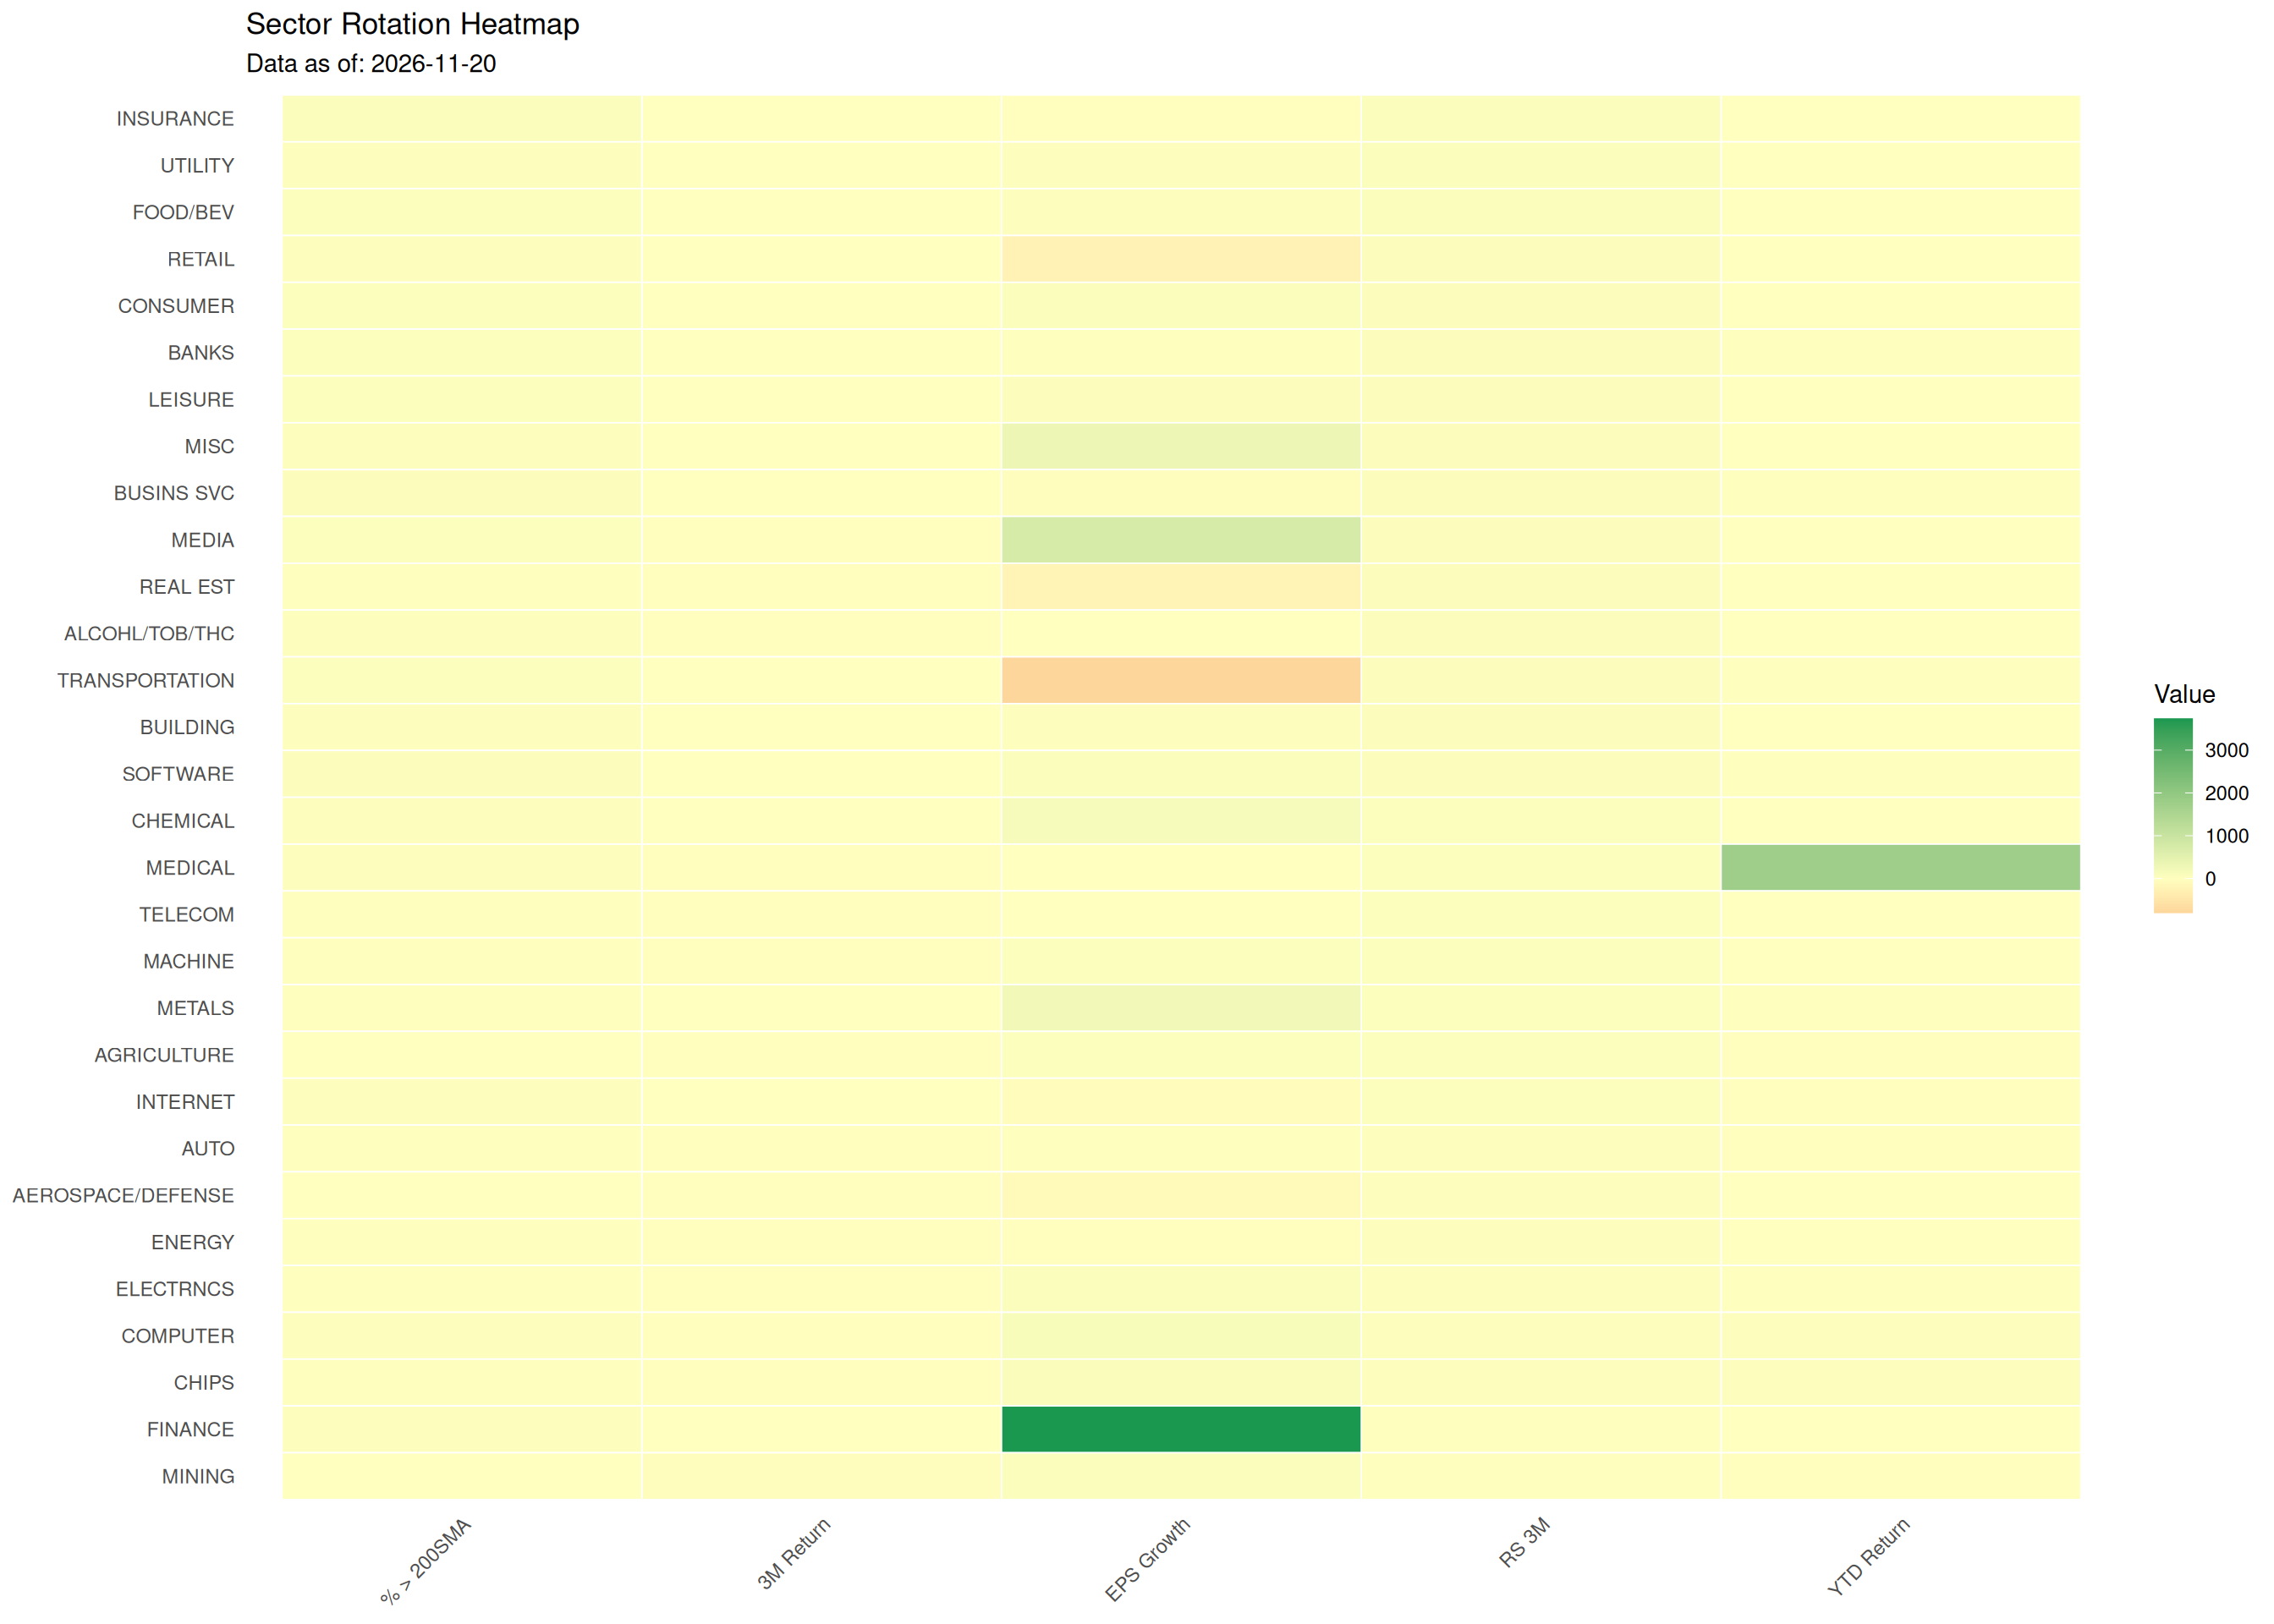 Sector Rotation Heatmap
Data as of: 2026-11-20
INSURANCE
UTILITY
FOOD/BEV
RETAIL
CONSUMER
BANKS
LEISURE
MISC
BUSINS SVC
MEDIA
REAL EST
ALCOHL/TOB/THC
TRANSPORTATION
BUILDING
SOFTWARE
CHEMICAL
MEDICAL
TELECOM
MACHINE
METALS
AGRICULTURE
INTERNET
AUTO
AEROSPACE/DEFENSE
ENERGY
ELECTRNCS
COMPUTER
CHIPS
FINANCE
MINING
% > 200SMA
3M Return
EPS Growth
RS 3M
YTD Return
Value
3000
2000
1000
0